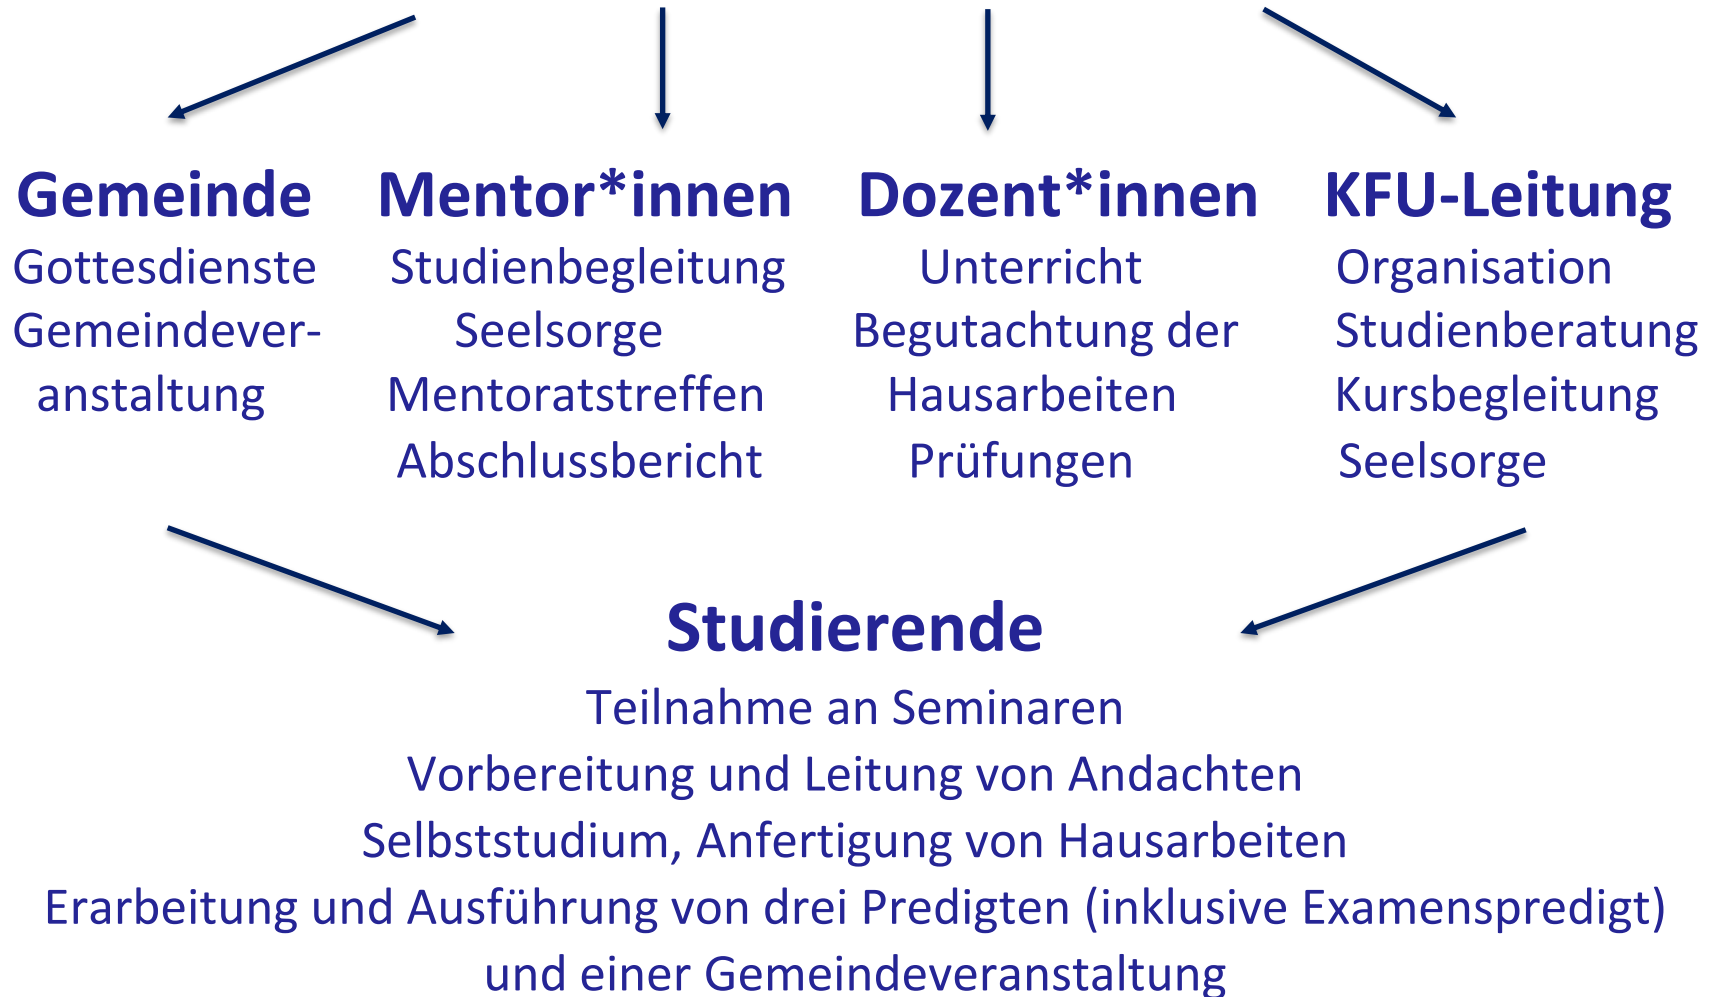 Gemeinde
Gottesdienste
Gemeindever-
anstaltung
Mentor*innen
Studienbegleitung
Seelsorge
Mentoratstreffen
Abschlussbericht
Dozent*innen
Unterricht
Begutachtung der
Hausarbeiten
Prüfungen
KFU-Leitung
Organisation
Studienberatung
Kursbegleitung
Seelsorge
Studierende
Teilnahme an Seminaren
Vorbereitung und Leitung von Andachten
Selbststudium, Anfertigung von Hausarbeiten
Erarbeitung und Ausführung von drei Predigten (inklusive Examenspredigt)
und einer Gemeindeveranstaltung